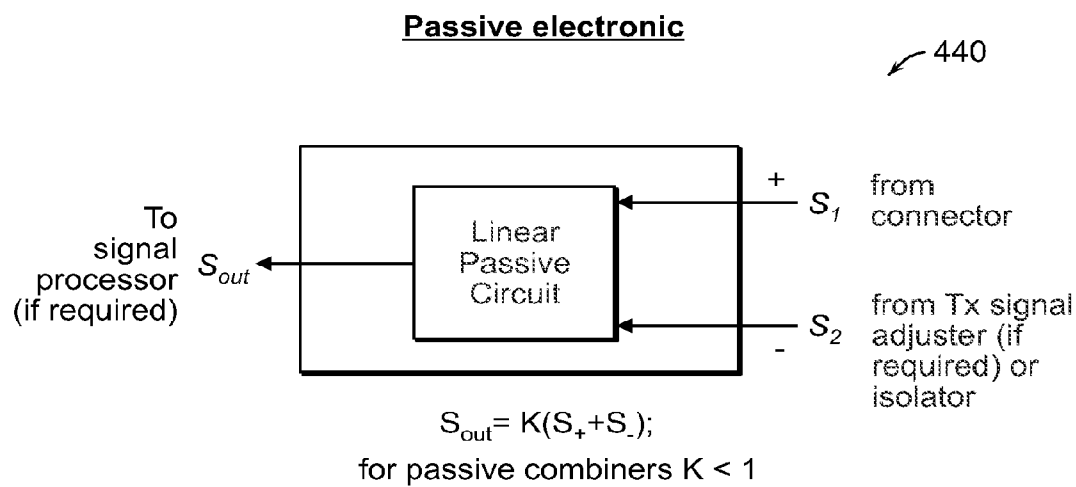 Passive electronic
440
To
signal
processor
(if required)
Sout
Linear
Passive
Circuit
+
S1
from
connector
-
S2
from Tx signal
adjuster (if
required) or
isolator
Sout= K(S++S-);
for passive combiners K < 1